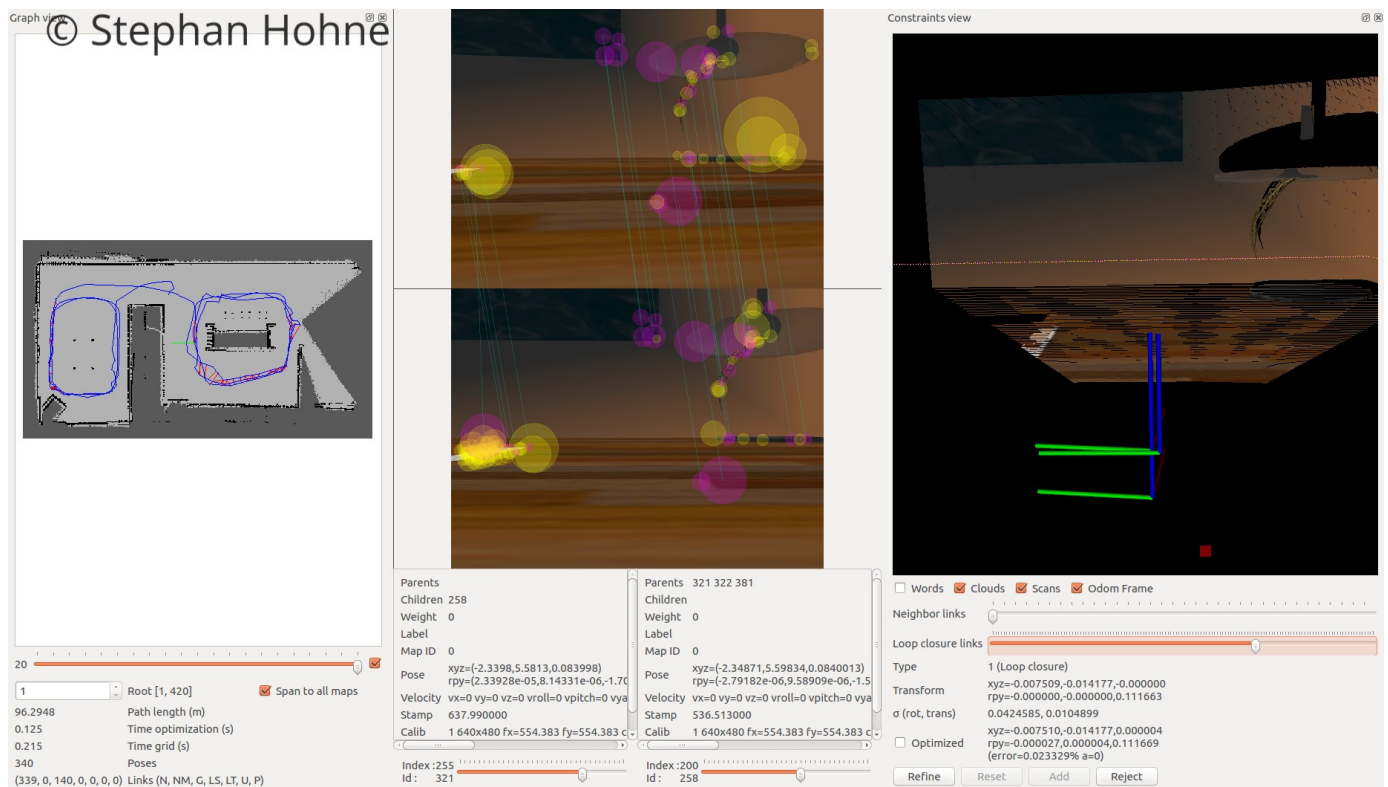 Graph view
© Stephan Hohne
Constraints view
20
1
Root [1, 420]
Span to all maps
96.2948 Path length (m)
0.125 Time optimization (s)
0.215 Time grid (s)
340 Poses
(339, 0, 140, 0, 0, 0, 0) Links (N, NM, G, LS, LT, U, P)
Parents
Children 258
Weight 0
Label
Map ID 0
Pose xyz=(-2.3398,5.5813,0.083998)
rpy=(2.33928e-05,8.14331e-06,-1.70
Velocity vx=0 vy=0 vz=0 vroll=0 vpitch=0 vya
Stamp 637.990000
Calib 1 640x480 fx=554.383 fy=554.383 c
Index :255
Id : 321
Parents 321 322 381
Children
Weight 0
Label
Map ID 0
Pose xyz=(-2.34871,5.59834,0.0840013)
rpy=(-2.79182e-06,9.58909e-06,-1.5
Velocity vx=0 vy=0 vz=0 vroll=0 vpitch=0 vya
Stamp 536.513000
Calib 1 640x480 fx=554.383 fy=554.383 c
Index :200
Id : 258
Words Clouds Scans Odom Frame
Neighbor links
Loop closure links
Type 1 (Loop closure)
Transform xyz=-0.007509,-0.014177,-0.000000
rpy=-0.000000,-0.000000,0.111663
σ (rot, trans) 0.0424585, 0.0104899
Optimized xyz=-0.007510,-0.014177,0.000004
rpy=-0.000027,0.000004,0.111669
(error=0.023329% a=0)
Refine Reset Add Reject